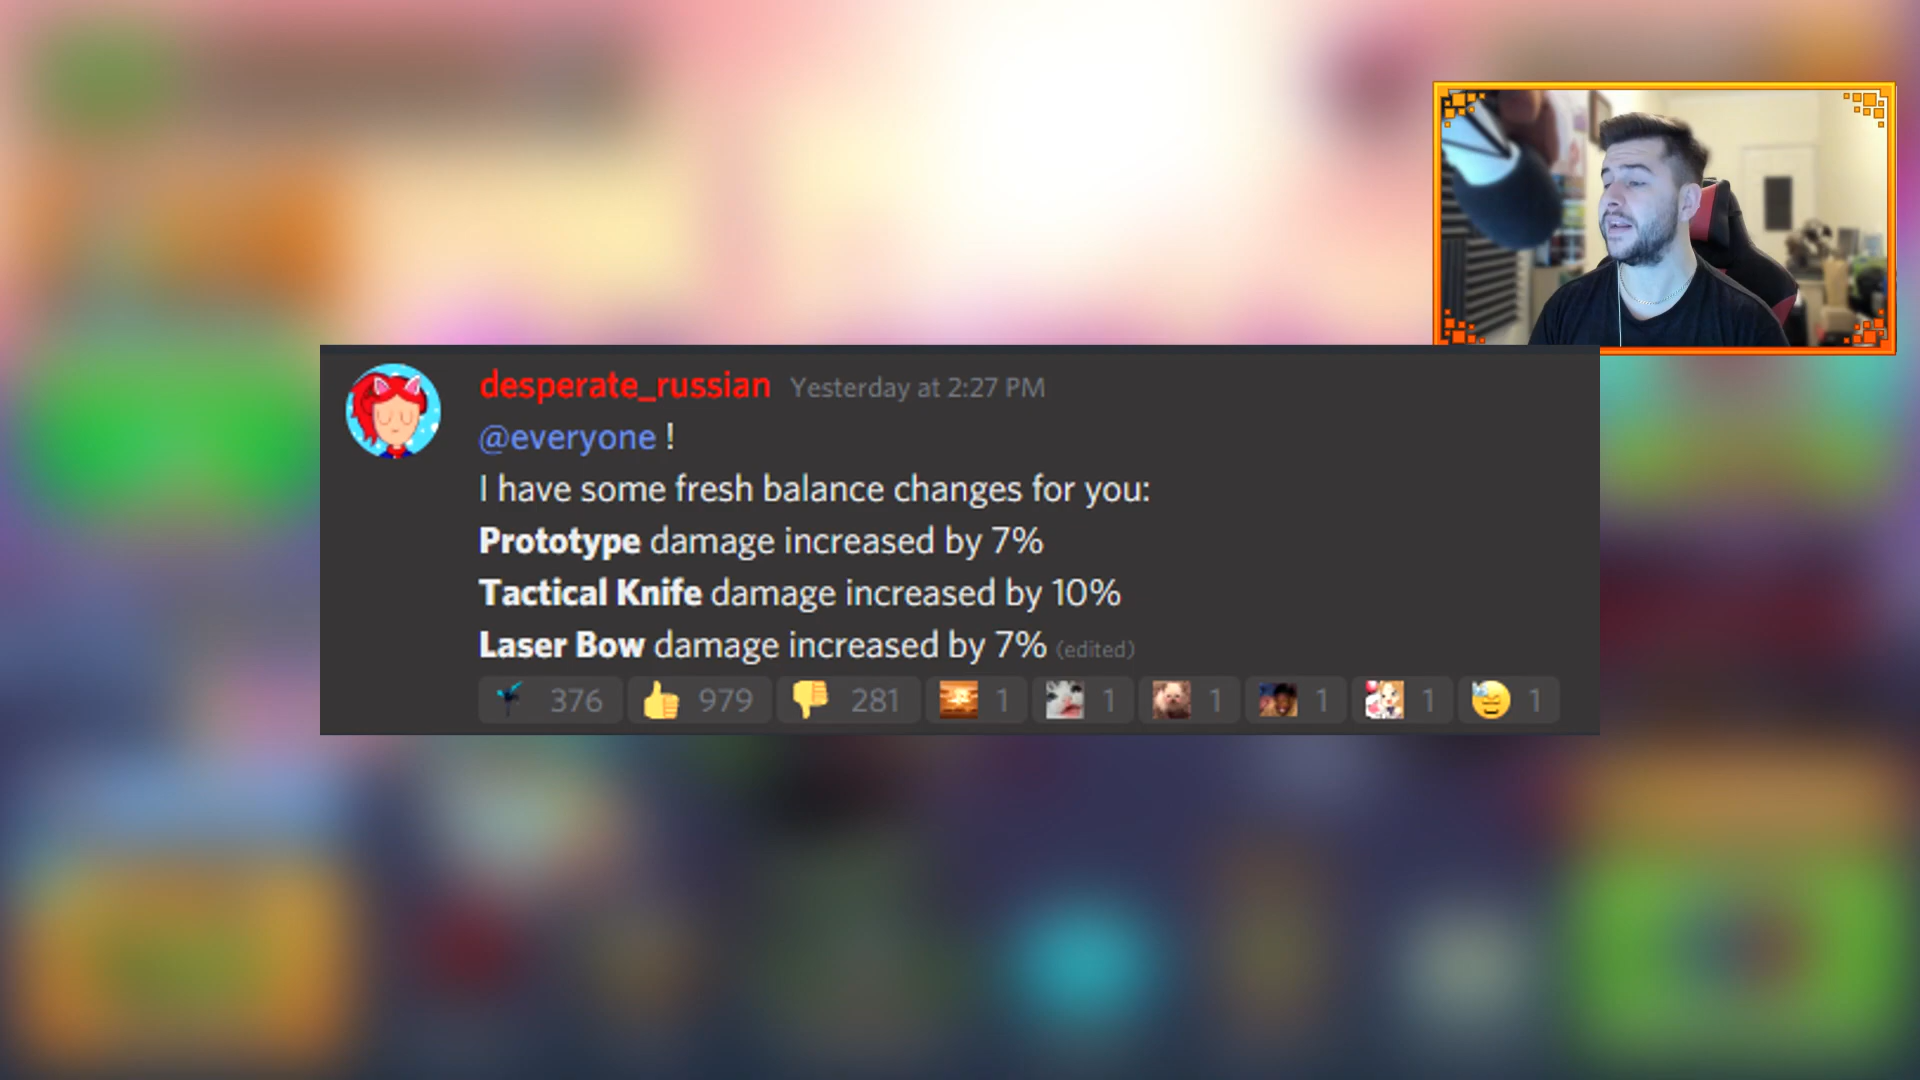 desperate_russian Yesterday at 2:27 PM
@everyone !
I have some fresh balance changes for you:
Prototype damage increased by 7%
Tactical Knife damage increased by 10%
Laser Bow damage increased by 7% (edited)
376 979 281 1 1 1 1 1 1